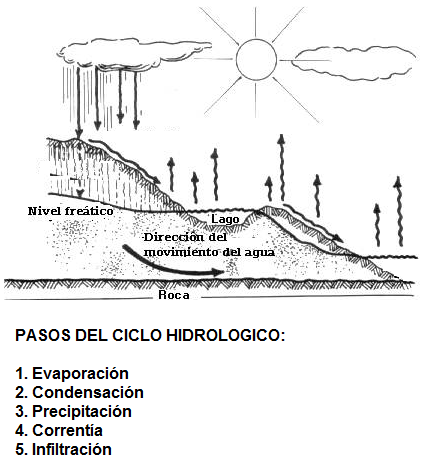 Nivel freático
Lago
Dirección del
movimiento del agua
Roca
PASOS DEL CICLO HIDROLOGICO:
1. Evaporación
2. Condensación
3. Precipitación
4. Correntía
5. Infiltración